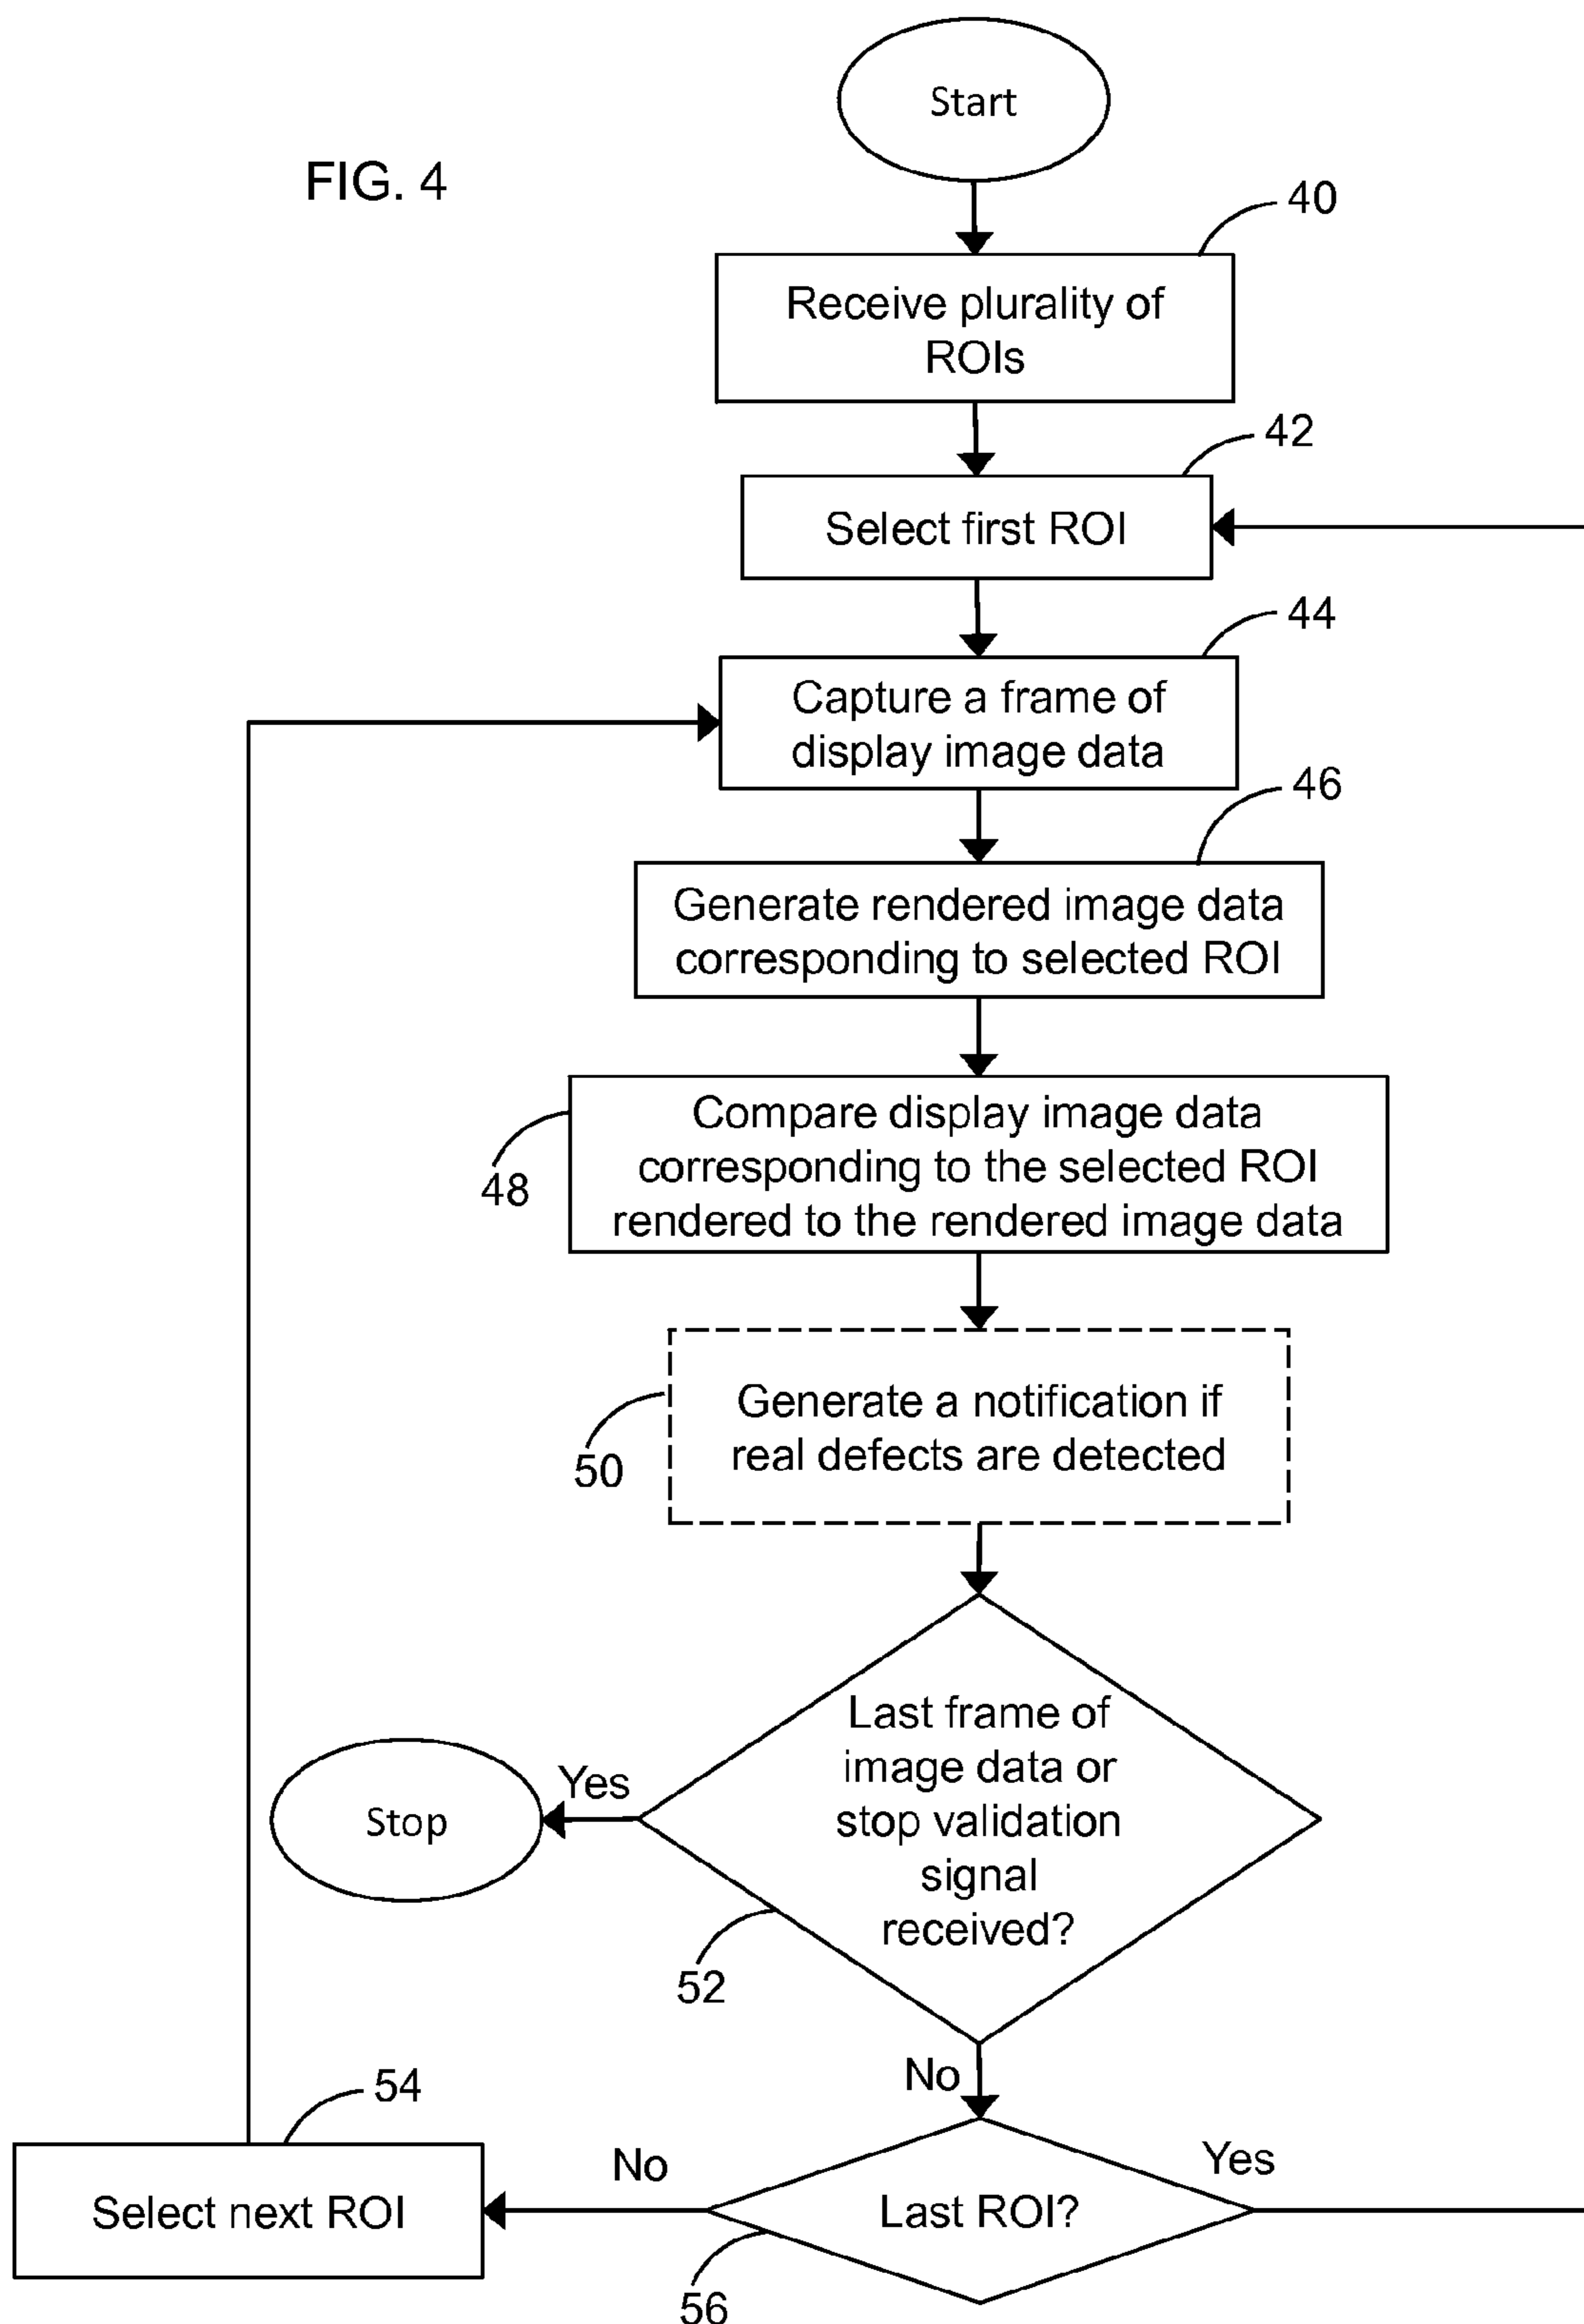 Start
FIG. 4
40
Receive plurality of
ROIs
42
Select first ROI
44
Capture a frame of
display image data
46
Generate rendered image data
corresponding to selected ROI
Compare display image data
corresponding to the selected ROI
rendered to the rendered image data
48
Generate a notification if
real defects are detected
50
Last frame of
image data or
stop validation
signal
received?
Yes
Stop
52
No
54
Select next ROI
No
Last ROI?
Yes
56